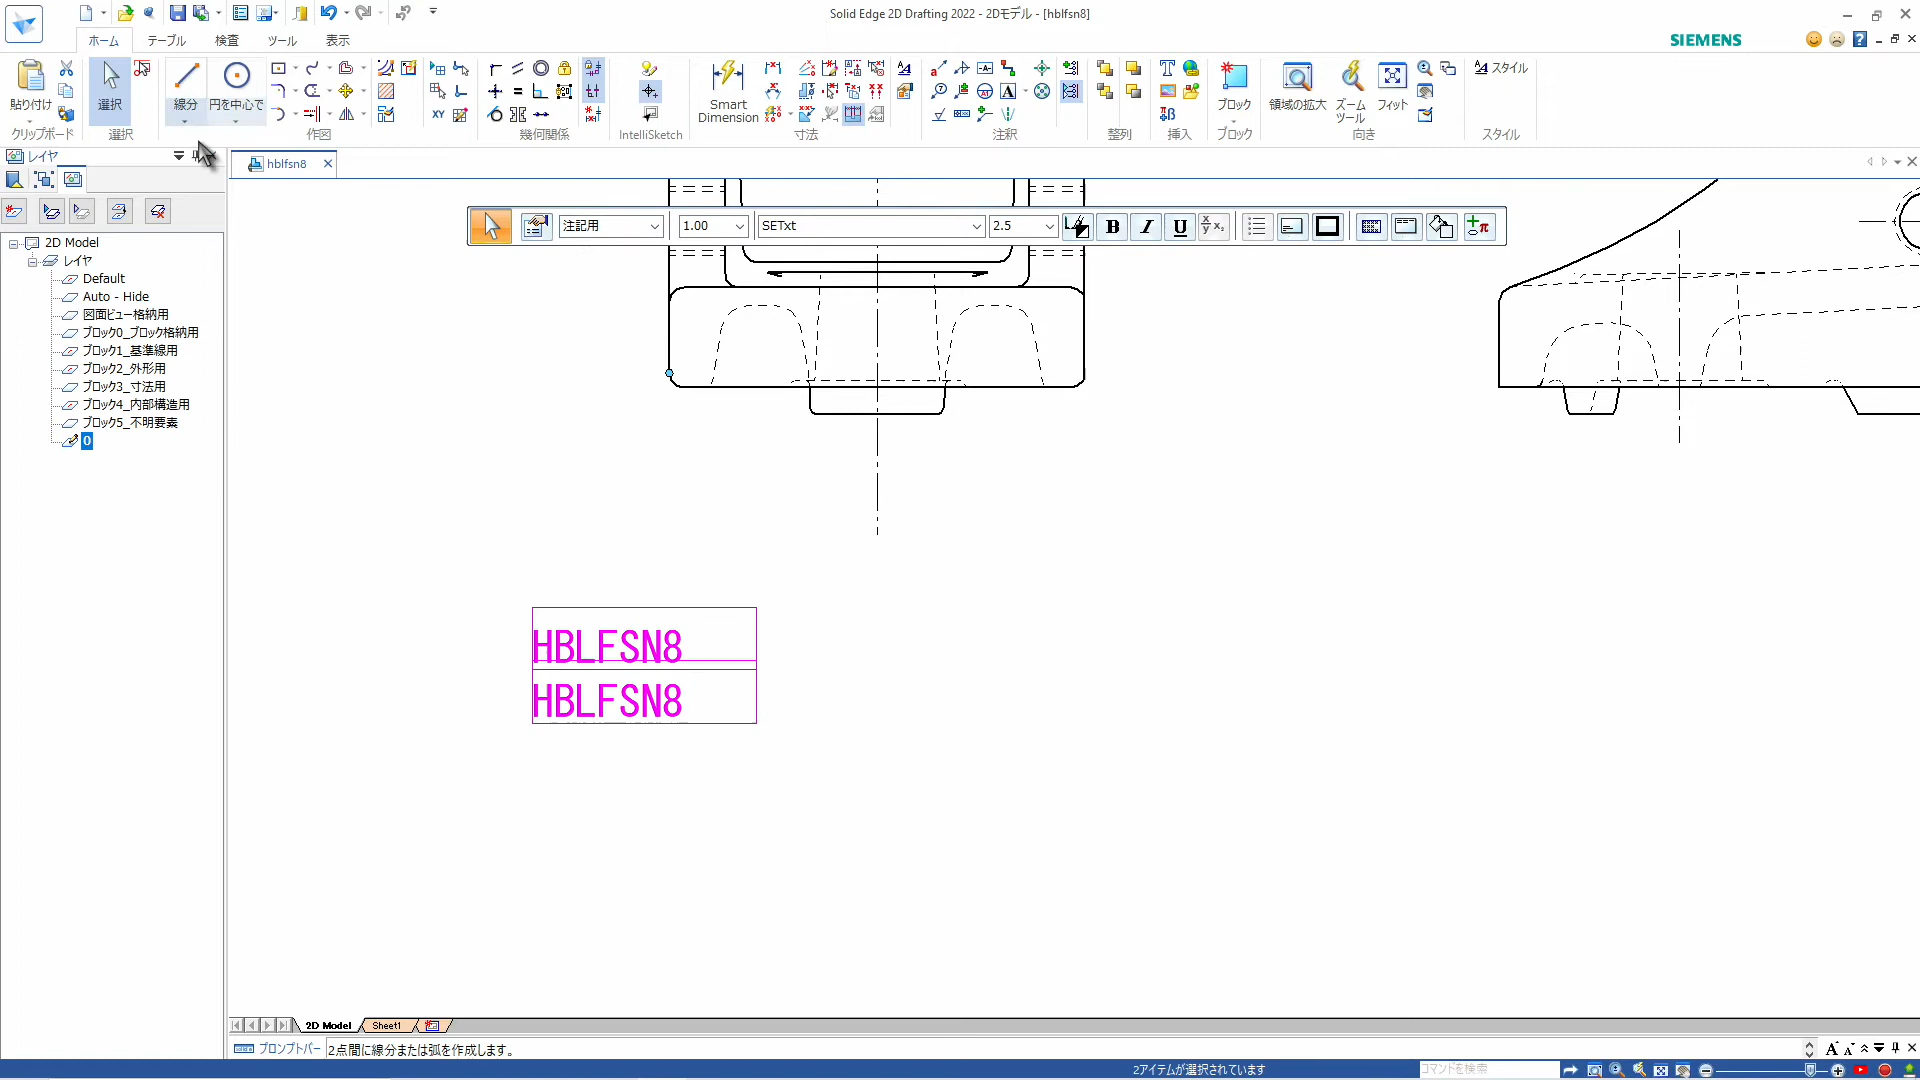 Solid Edge 2D Drafting 2022 - 2Dモデル - [hblfsn8]
ホーム テーブル 検査 ツール 表示
SIEMENS
貼り付け 選択 線分 円を中心で
Smart
Dimension
ブロック 領域の拡大 ズーム
ツール
フィット
スタイル
クリップボード 選択 作図 幾何関係 IntelliSketch 寸法 注釈 整列 挿入 ブロック 向き スタイル
レイヤ
hblfsn8
注記用 1.00 SETxt 2.5 B I U
2D Model
レイヤ
Default
Auto - Hide
図面ビュー格納用
ブロック0_ブロック格納用
ブロック1_基準線用
ブロック2_外形用
ブロック3_寸法用
ブロック4_内部構造用
ブロック5_不明要素
0
HBLFSN8
HBLFSN8
2D Model Sheet1
プロンプトバー 2点間に線分または弧を作成します。
2アイテムが選択されています コマンドを検索